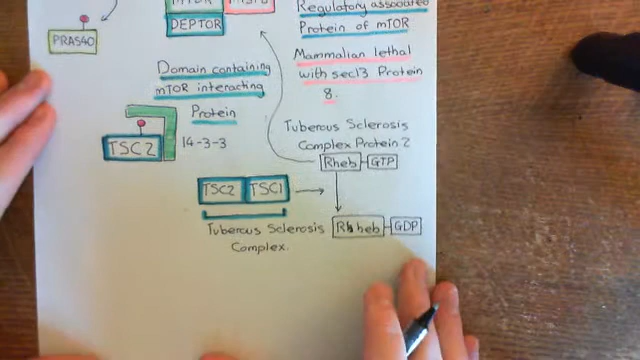 Regulatory associated
Protein of mTOR
DEPTOR
PRAS40
Mammalian lethal
with sec13 Protein
8.
Domain containing
mTOR interacting
Protein
TSC2
14-3-3
Tuberous Sclerosis
Complex Protein 2
Rheb
GTP
TSC2
TSC1
Tuberous Sclerosis
Complex.
GDP